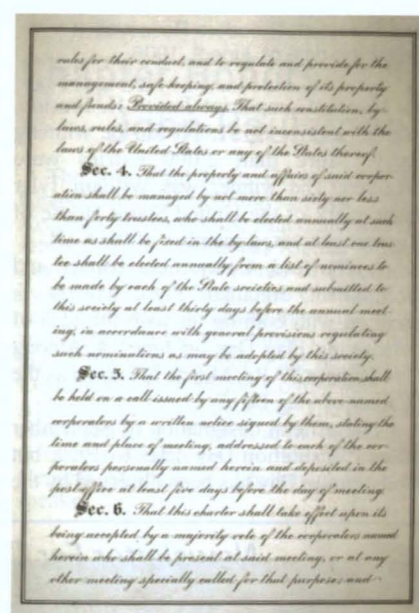 rules for their conduct, and to regulate and provide for the
management, safe-keeping, and protection of its property
and funds: Provided always, That such constitution, by-
laws, rules, and regulations be not inconsistent with the
laws of the United States or any of the States thereof.
Sec. 4. That the property and affairs of said corpor-
ation shall be managed by not more than sixty nor less
than forty trustees, who shall be elected annually at such
time as shall be fixed in the by-laws, and at least one trus-
tee shall be elected annually from a list of nominees to
be made by each of the State societies and submitted to
this society at least thirty days before the annual meet-
ing, in accordance with general provisions regulating
such nominations as may be adopted by this society.
Sec. 5. That the first meeting of this corporation shall
be held on a call issued by any fifteen of the above-named
corporators by a written notice signed by them, stating the
time and place of meeting, addressed to each of the cor-
porators personally named herein and deposited in the
post-office at least five days before the day of meeting.
Sec. 6. That this charter shall take effect upon its
being accepted by a majority vote of the corporators named
herein who shall be present at said meeting, or at any
other meeting specially called for that purpose; and